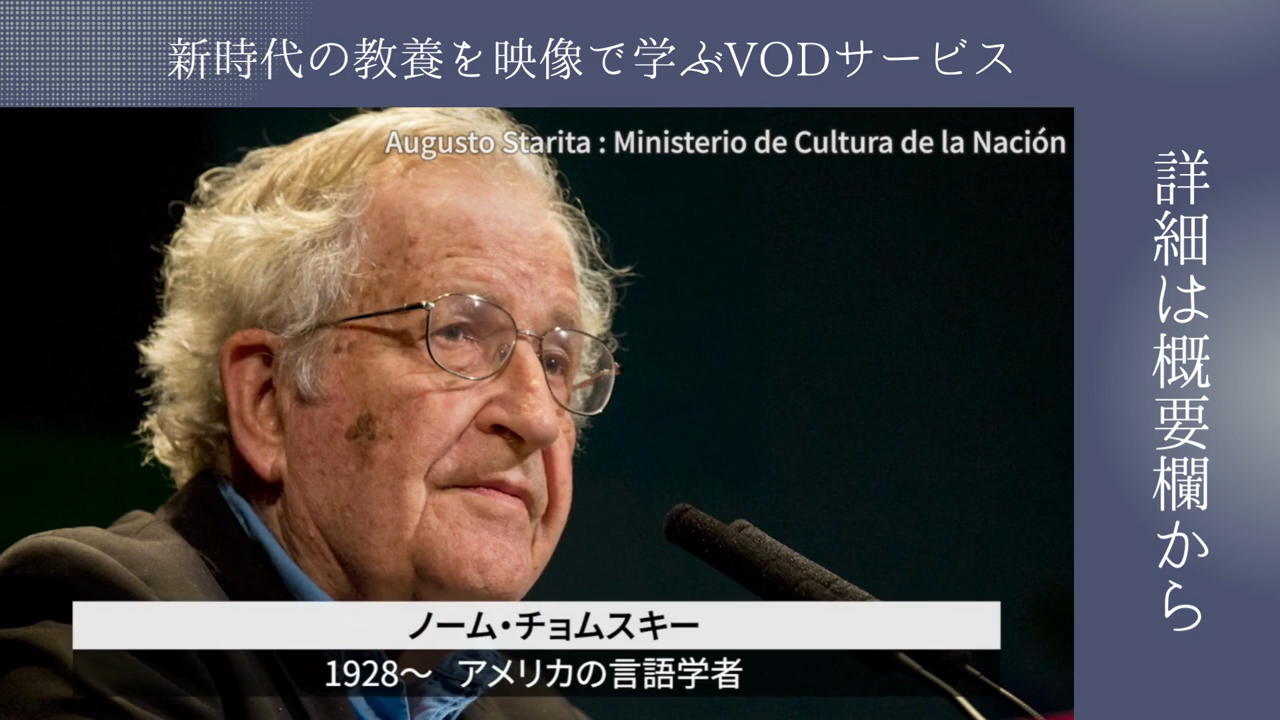 新時代の教養を映像で学ぶVODサービス
Augusto Starita : Ministerio de Cultura de la Nación
詳細は概要欄から
ノーム・チョムスキー
1928〜 アメリカの言語学者